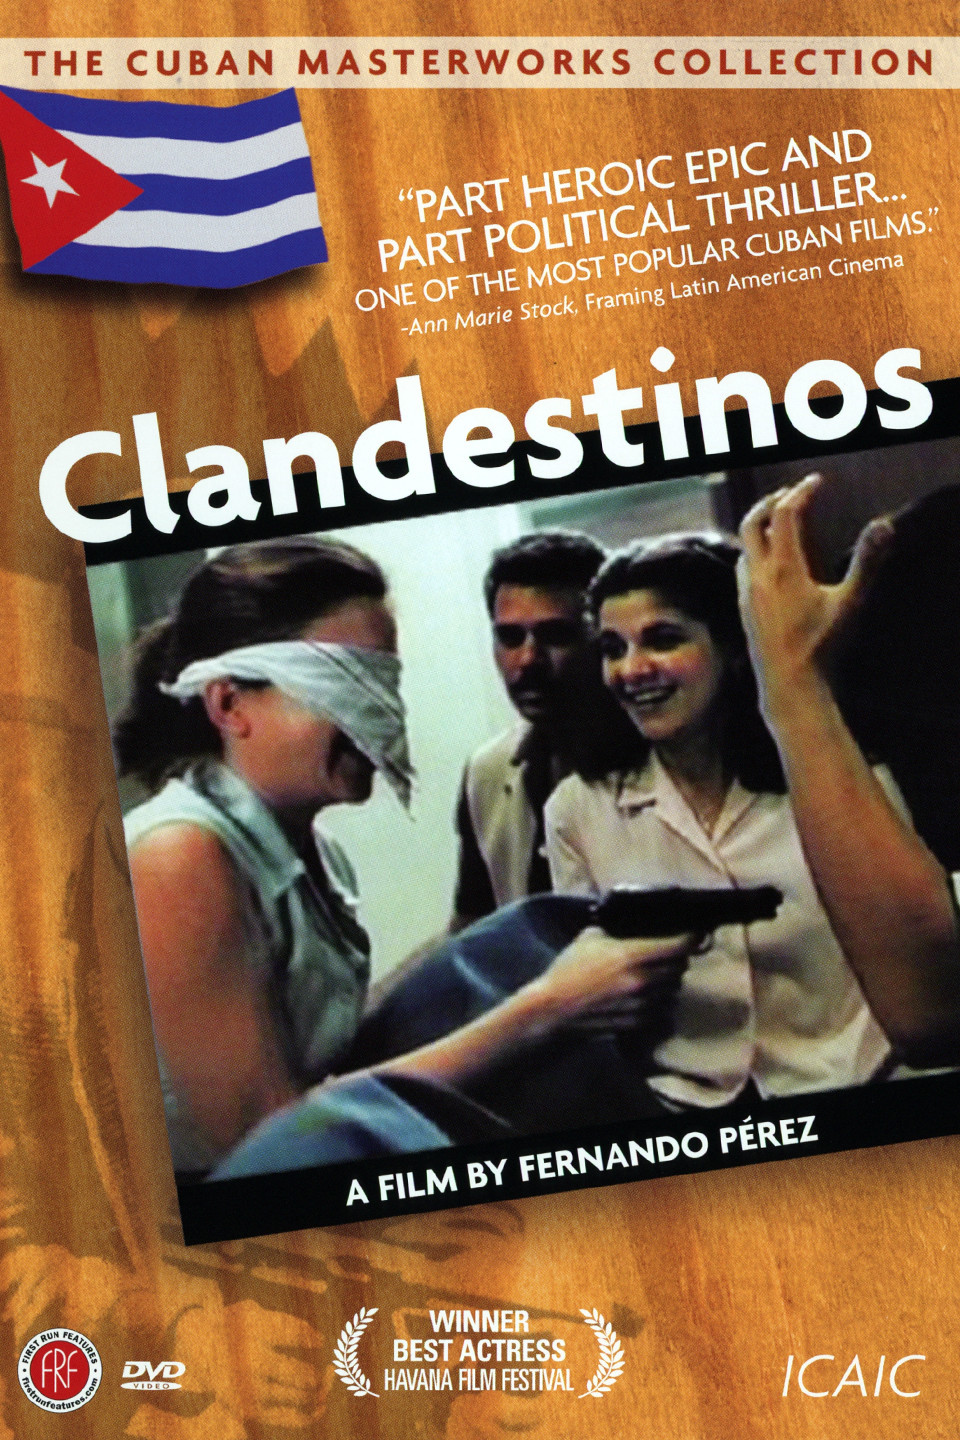 THE CUBAN MASTERWORKS COLLECTION
“PART HEROIC EPIC AND
PART POLITICAL THRILLER...
ONE OF THE MOST POPULAR CUBAN FILMS.”
-Ann Marie Stock, Framing Latin American Cinema
Clandestinos
A FILM BY FERNANDO PÉREZ
WINNER
BEST ACTRESS
HAVANA FILM FESTIVAL
FIRST RUN FEATURES
FRF
firstrunfeatures.com
DVD
VIDEO
ICAIC